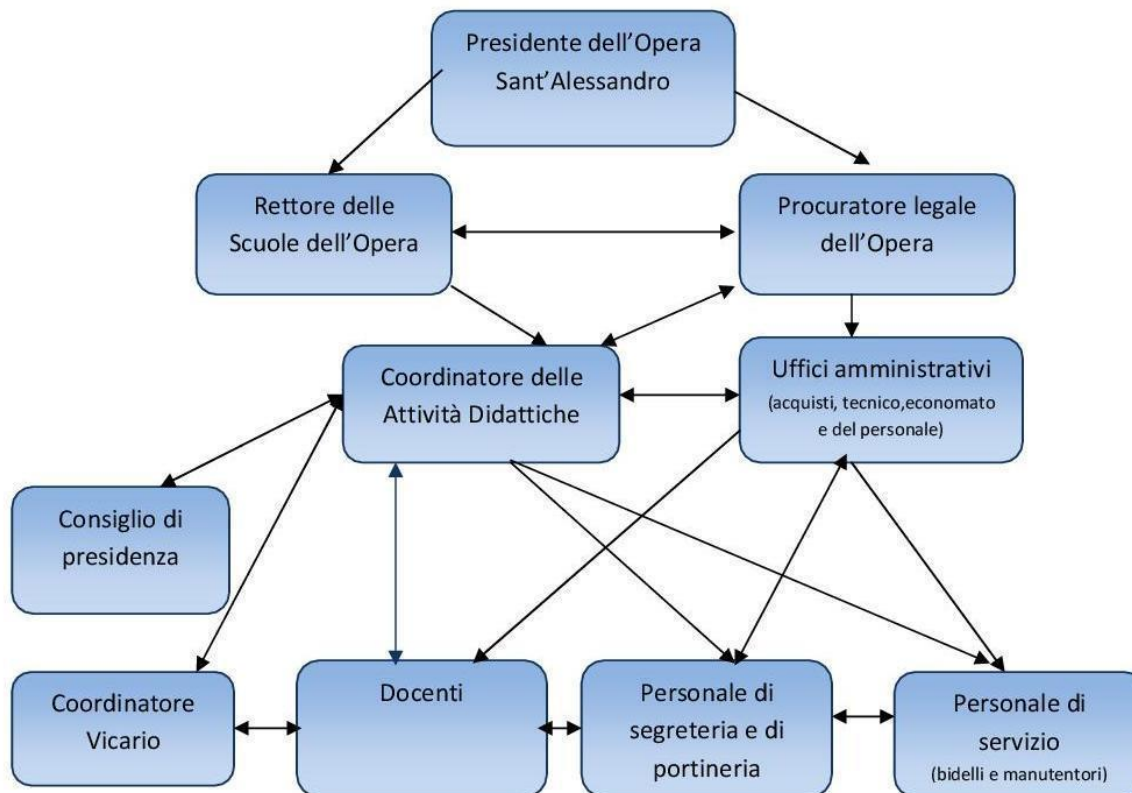 Presidente dell’Opera
Sant’Alessandro
Rettore delle
Scuole dell’Opera
Procuratore legale
dell’Opera
Coordinatore delle
Attività Didattiche
Uffici amministrativi
(acquisti, tecnico,economato
e del personale)
Consiglio di
presidenza
Coordinatore
Vicario
Docenti
Personale di
segreteria e di
portineria
Personale di
servizio
(bidelli e manutentori)